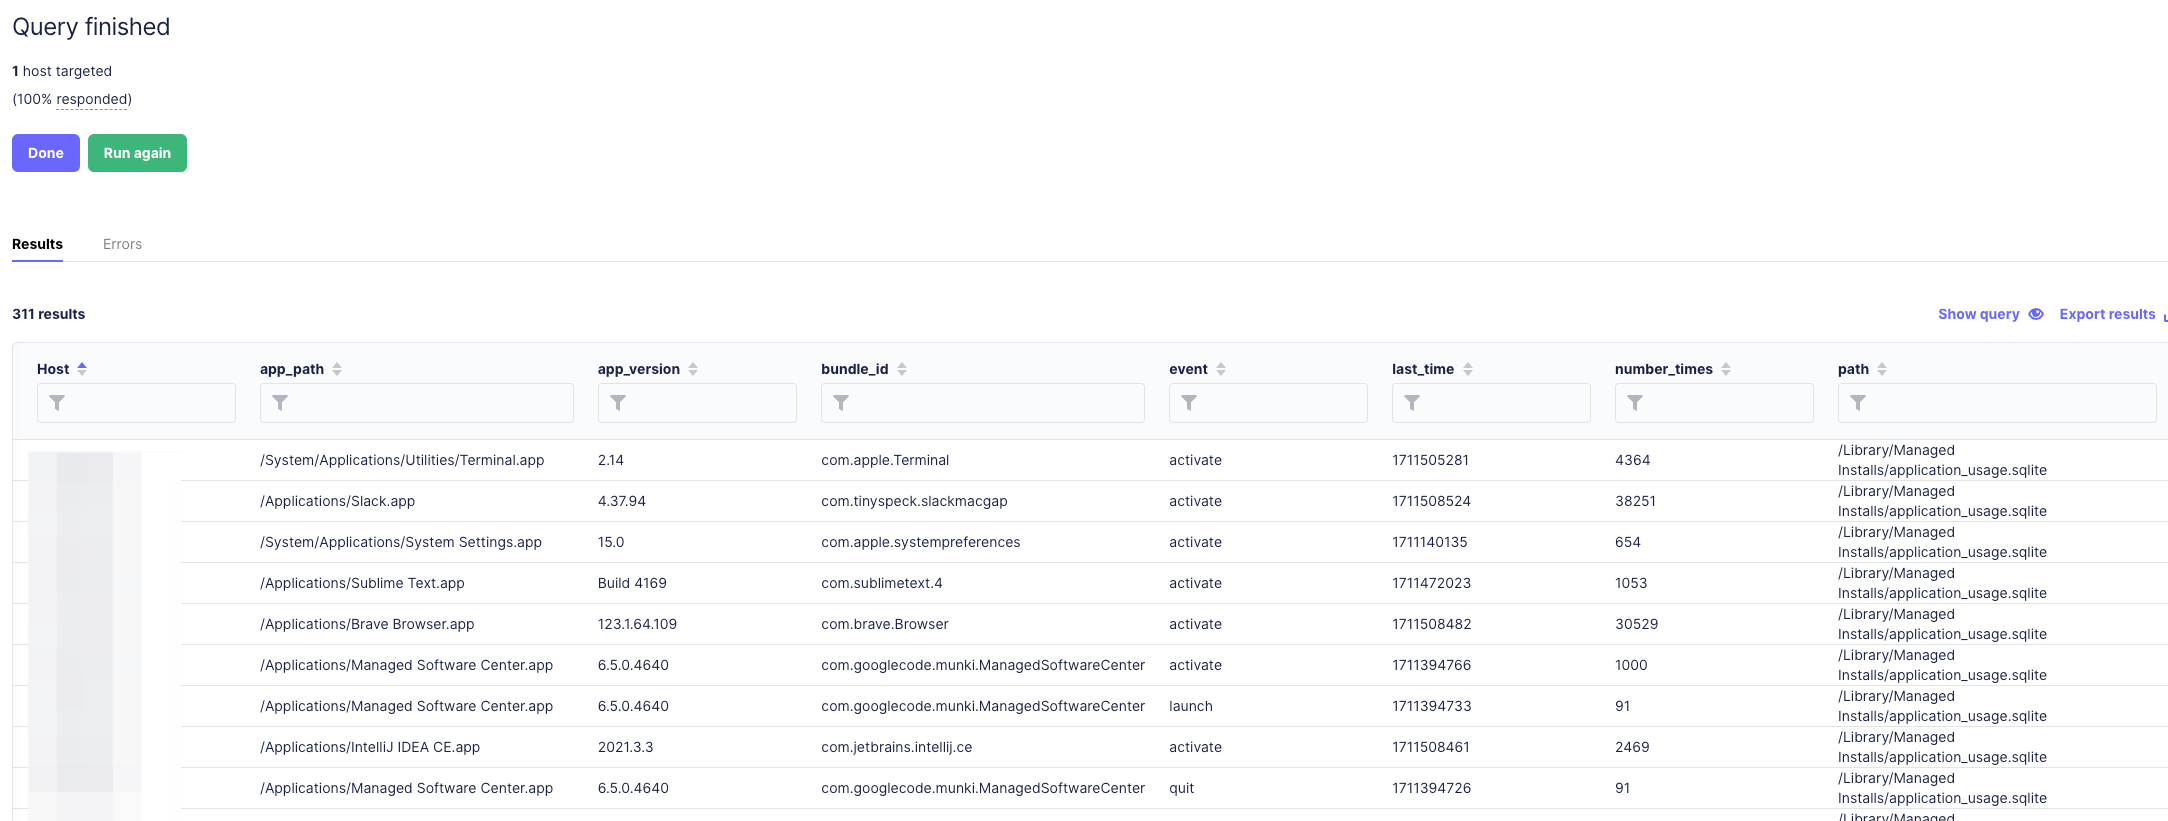 Query finished
1 host targeted
(100% responded)
Done Run again
Results Errors
311 results Show query Export results
Host app_path app_version bundle_id event last_time number_times path
/System/Applications/Utilities/Terminal.app 2.14 com.apple.Terminal activate 1711505281 4364 /Library/Managed
Installs/application_usage.sqlite
/Applications/Slack.app 4.37.94 com.tinyspeck.slackmacgap activate 1711508524 38251 /Library/Managed
Installs/application_usage.sqlite
/System/Applications/System Settings.app 15.0 com.apple.systempreferences activate 1711140135 654 /Library/Managed
Installs/application_usage.sqlite
/Applications/Sublime Text.app Build 4169 com.sublimetext.4 activate 1711472023 1053 /Library/Managed
Installs/application_usage.sqlite
/Applications/Brave Browser.app 123.1.64.109 com.brave.Browser activate 1711508482 30529 /Library/Managed
Installs/application_usage.sqlite
/Applications/Managed Software Center.app 6.5.0.4640 com.googlecode.munki.ManagedSoftwareCenter activate 1711394766 1000 /Library/Managed
Installs/application_usage.sqlite
/Applications/Managed Software Center.app 6.5.0.4640 com.googlecode.munki.ManagedSoftwareCenter launch 1711394733 91 /Library/Managed
Installs/application_usage.sqlite
/Applications/IntelliJ IDEA CE.app 2021.3.3 com.jetbrains.intellij.ce activate 1711508461 2469 /Library/Managed
Installs/application_usage.sqlite
/Applications/Managed Software Center.app 6.5.0.4640 com.googlecode.munki.ManagedSoftwareCenter quit 1711394726 91 /Library/Managed
Installs/application_usage.sqlite
/Library/Managed